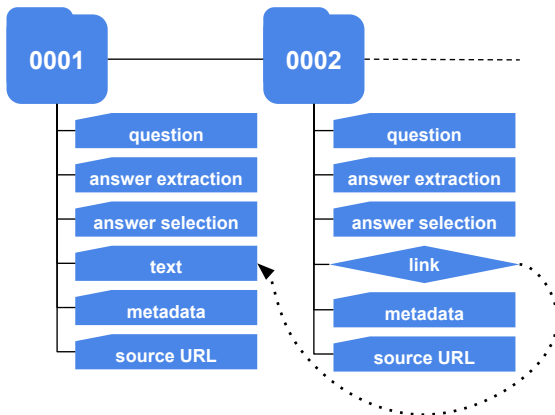 0001
question
answer extraction
answer selection
text
metadata
source URL
0002
question
answer extraction
answer selection
link
metadata
source URL